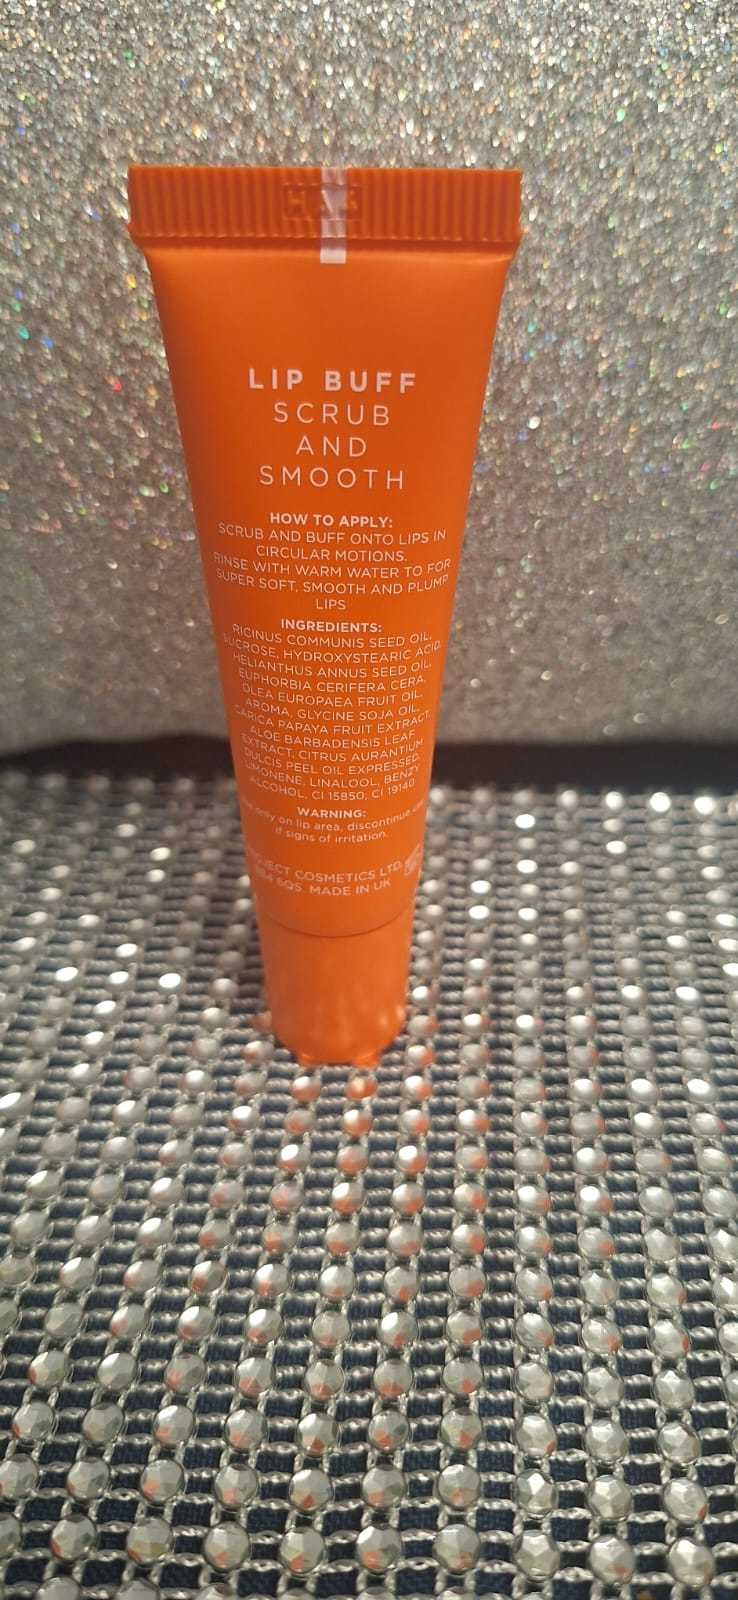 LIP BUFF
SCRUB
AND
SMOOTH
HOW TO APPLY:
SCRUB AND BUFF ONTO LIPS IN
CIRCULAR MOTIONS.
RINSE WITH WARM WATER TO FOR
SUPER SOFT, SMOOTH AND PLUMP
LIPS
INGREDIENTS:
RICINUS COMMUNIS SEED OIL,
SUCROSE, HYDROXYSTEARIC ACID,
HELIANTHUS ANNUS SEED OIL,
EUPHORBIA CERIFERA CERA,
OLEA EUROPAEA FRUIT OIL,
AROMA, GLYCINE SOJA OIL,
CARICA PAPAYA FRUIT EXTRACT,
ALOE BARBADENSIS LEAF
EXTRACT, CITRUS AURANTIUM
DULCIS PEEL OIL EXPRESSED,
LIMONENE, LINALOOL, BENZY
ALCOHOL, CI 15850, CI 19140
WARNING:
only on lip area, discontinue
if signs of irritation.
COSMETICS LTD,
6QS. MADE IN UK